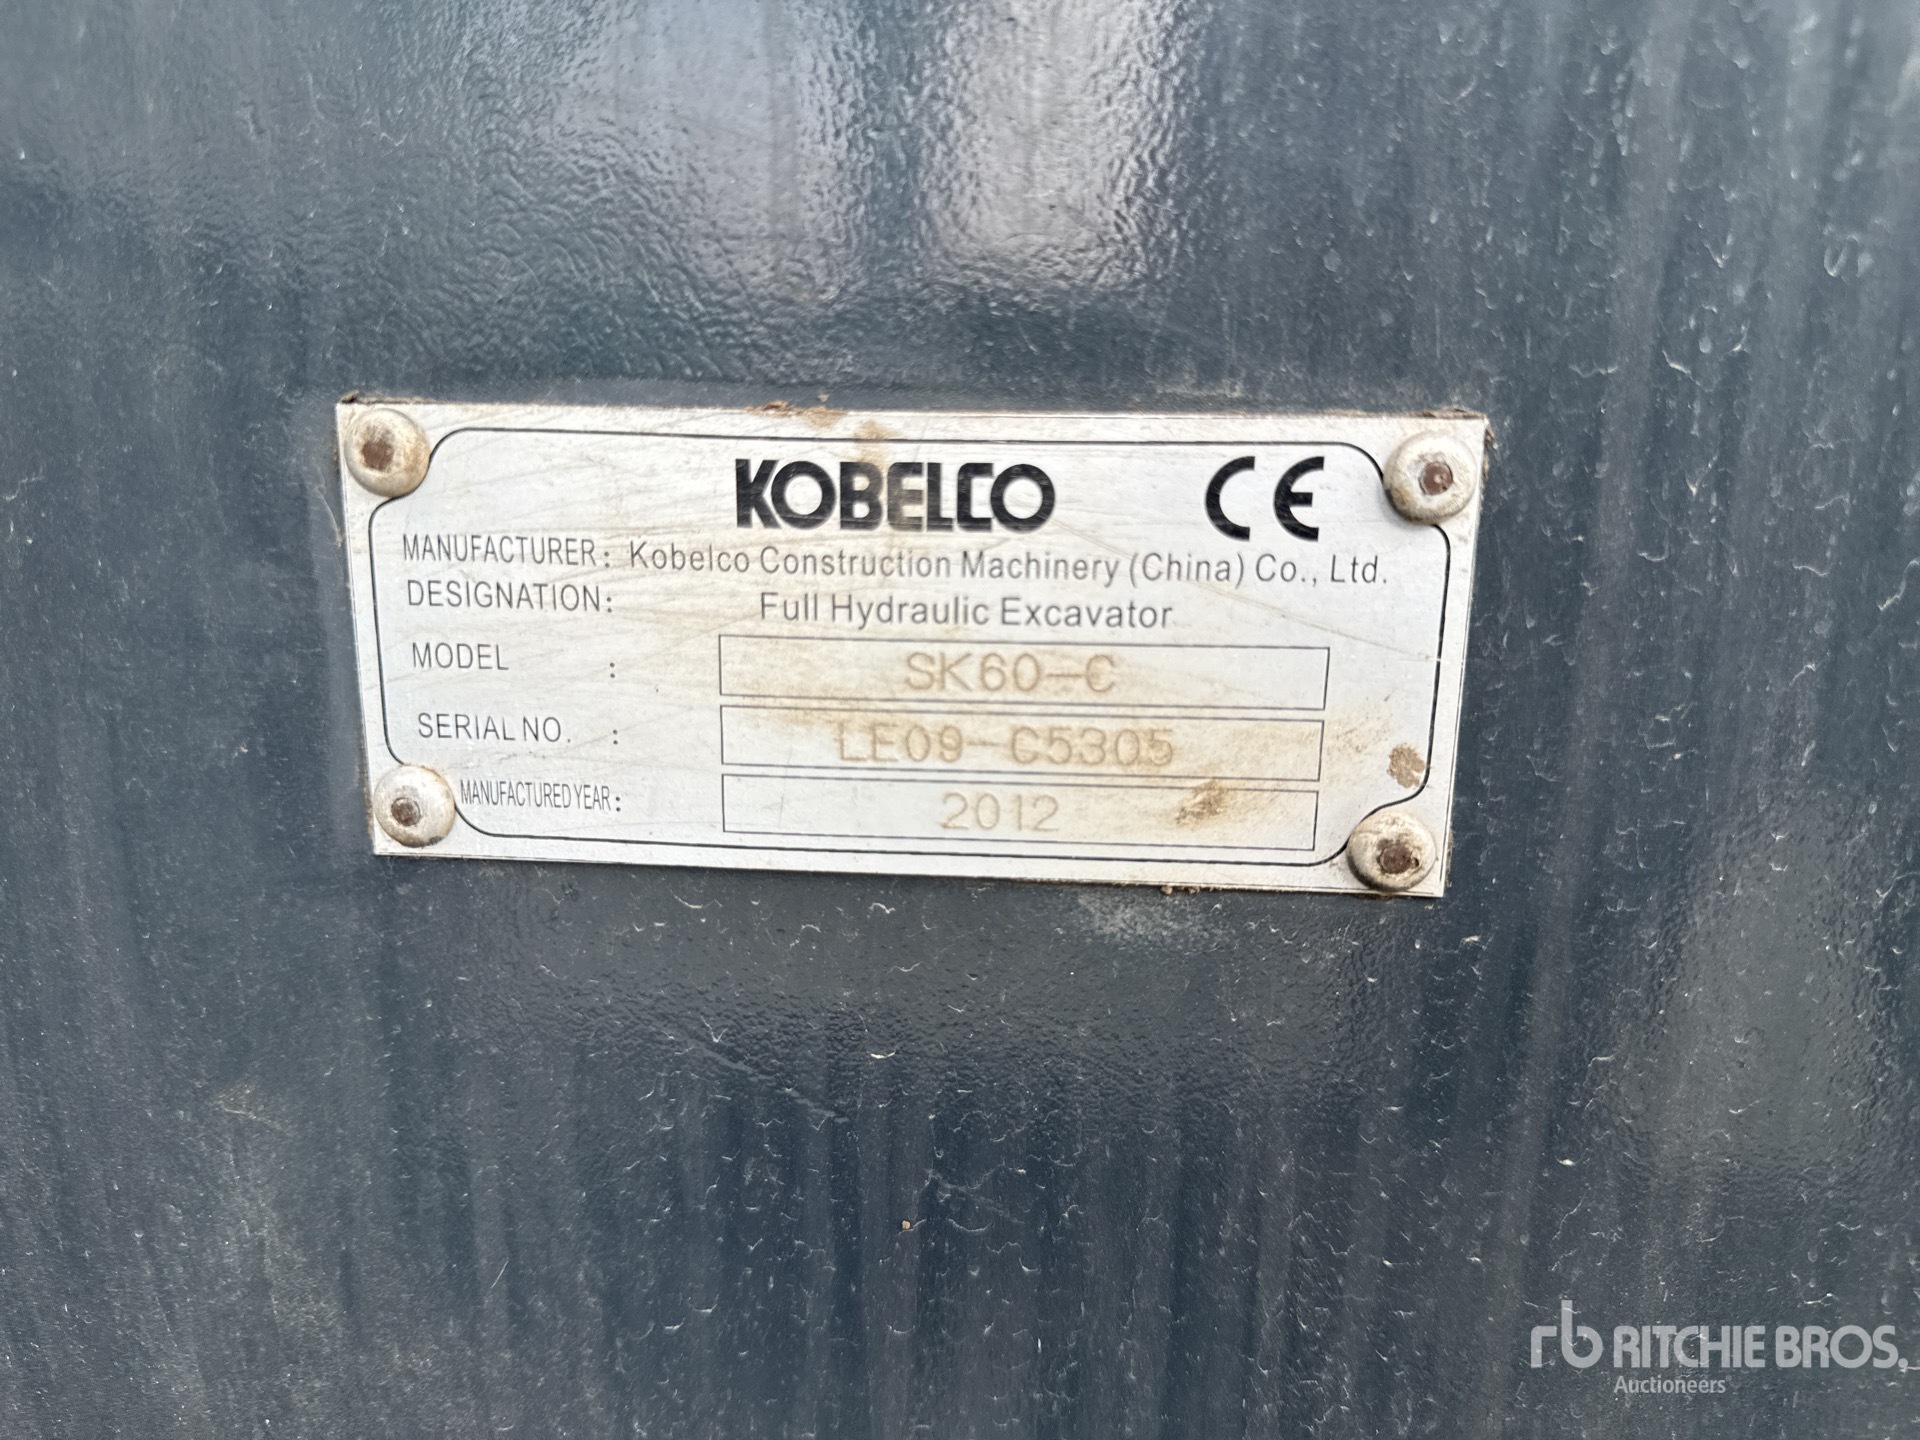 KOBELCO CE
MANUFACTURER: Kobelco Construction Machinery (China) Co., Ltd.
DESIGNATION: Full Hydraulic Excavator
MODEL : SK60-C
SERIAL NO. : LE09-C5305
MANUFACTURED YEAR: 2012
rb RITCHIE BROS.
Auctioneers